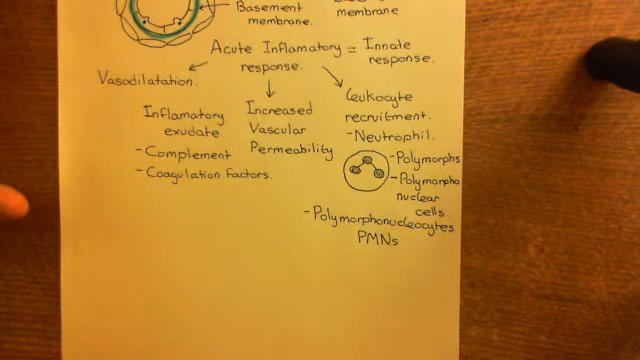 Basement
membrane.
membrane
Acute Inflamatory = Innate
response. response.
Vasodilatation.
Inflamatory
exudate.
- Complement
- Coagulation Factors.
Increased
Vascular
Permeability
Leukocyte
recruitment.
- Neutrophil.
- Polymorphs
- Polymorpho
nuclear
cells.
- Polymorphonucleocytes
PMNs